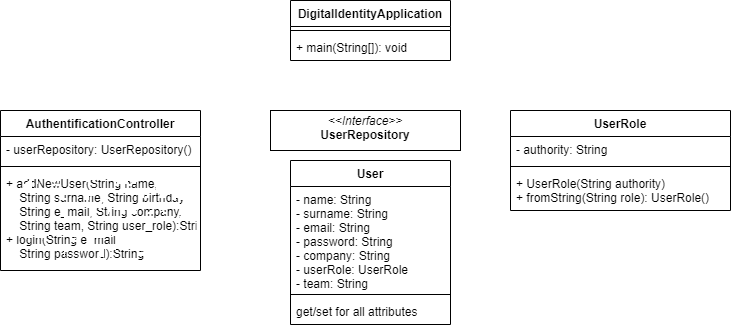 DigitalIdentityApplication
+ main(String[]): void
AuthentificationController
- userRepository: UserRepository()
+ addNewUser(String name,
String surname, String birthday
String e_mail, String company,
String team, String user_role):Stri
+ login(String e_mail
String password):String
<<Interface>>
UserRepository
User
- name: String
- surname: String
- email: String
- password: String
- company: String
- userRole: UserRole
- team: String
get/set for all attributes
UserRole
- authority: String
+ UserRole(String authority)
+ fromString(String role): UserRole()